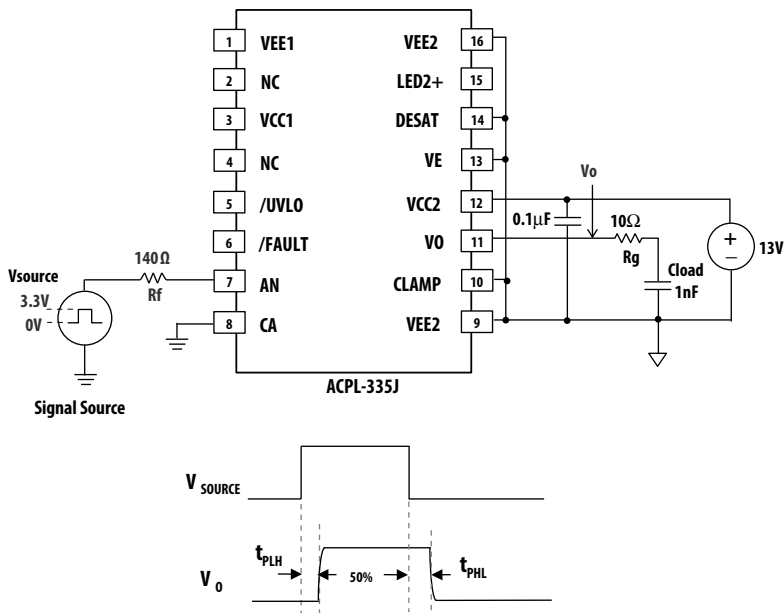 1 VEE1 VEE2 16
2 NC LED2+ 15
3 VCC1 DESAT 14
4 NC VE 13
Vo
5 /UVLO VCC2 12
0.1µF 10Ω
6 /FAULT VO 11
Rg
+
−
13V
Vsource
140Ω
Rf
7 AN CLAMP 10
Cload
1nF
3.3V
0V
8 CA VEE2 9
ACPL-335J
Signal Source
V SOURCE
tPLH 50% tPHL
V O